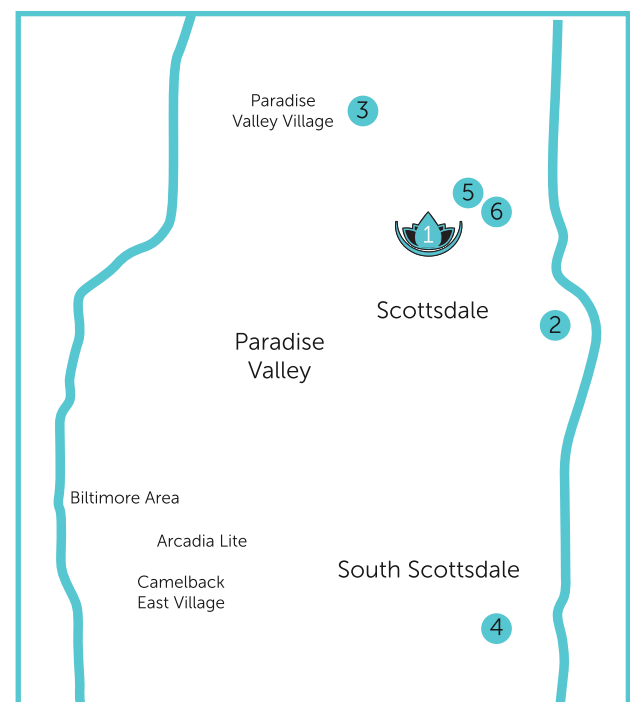 Paradise
Valley Village
3
5
6
1
Scottsdale
2
Paradise
Valley
Biltmore Area
Arcadia Lite
South Scottsdale
Camelback
East Village
4